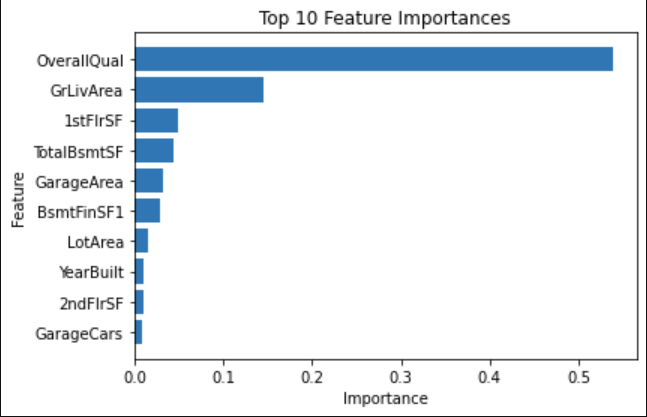 Top 10 Feature Importances
Feature
OverallQual
GrLivArea
1stFlrSF
TotalBsmtSF
GarageArea
BsmtFinSF1
LotArea
YearBuilt
2ndFlrSF
GarageCars
0.0 0.1 0.2 0.3 0.4 0.5
Importance